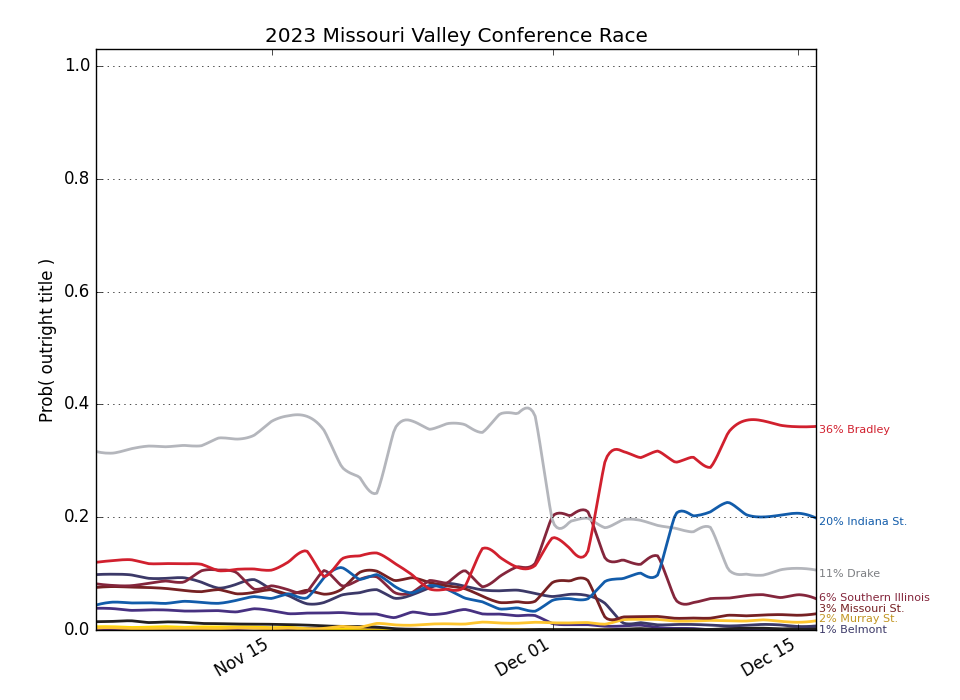 2023 Missouri Valley Conference Race
1.0
0.8
0.6
0.4
0.2
0.0
Prob( outright title )
Nov 15
Dec 01
Dec 15
36% Bradley
20% Indiana St.
11% Drake
6% Southern Illinois
3% Missouri St.
2% Murray St.
1% Belmont